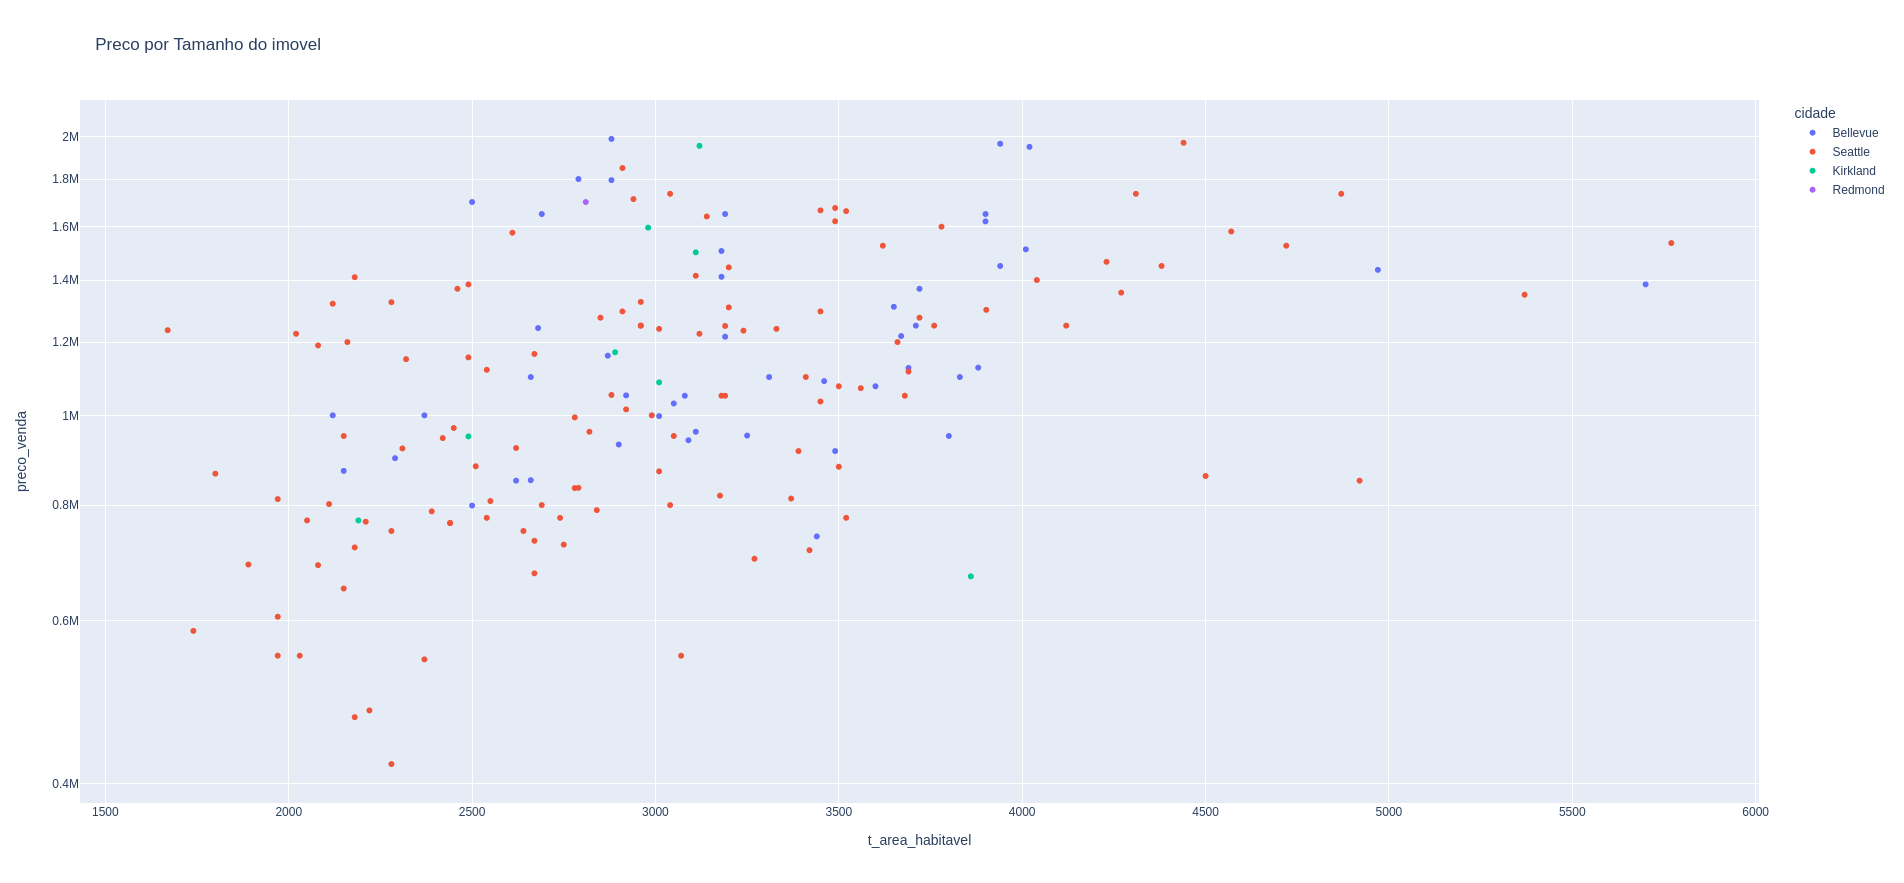 Preco por Tamanho do imovel
cidade
Bellevue
Seattle
Kirkland
Redmond
preco_venda
2M
1.8M
1.6M
1.4M
1.2M
1M
0.8M
0.6M
0.4M
1500 2000 2500 3000 3500 4000 4500 5000 5500 6000
t_area_habitavel